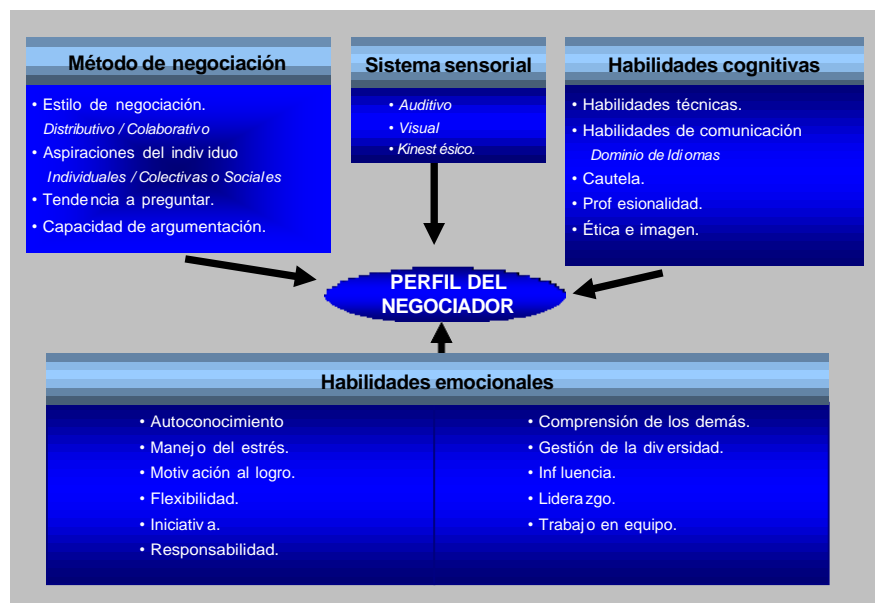 Método de negociación
• Estilo de negociación.
Distributivo / Colaborativo
• Aspiraciones del individuo
Individuales / Colectivas o Sociales
• Tendencia a preguntar.
• Capacidad de argumentación.
Sistema sensorial
• Auditivo
• Visual
• Kinestésico.
Habilidades cognitivas
• Habilidades técnicas.
• Habilidades de comunicación
Dominio de Idiomas
• Cautela.
• Profesionalidad.
• Ética e imagen.
PERFIL DEL
NEGOCIADOR
Habilidades emocionales
• Autoconocimiento
• Manejo del estrés.
• Motivación al logro.
• Flexibilidad.
• Iniciativa.
• Responsabilidad.
• Comprensión de los demás.
• Gestión de la diversidad.
• Influencia.
• Liderazgo.
• Trabajo en equipo.